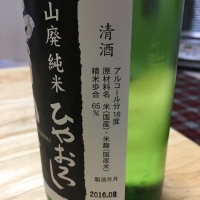 山廃純米
ひやおろ
清酒
アルコール分16度
原材料名 米(国産)・米麹(国産米)
精米歩合 65%
製造年月
2016.08